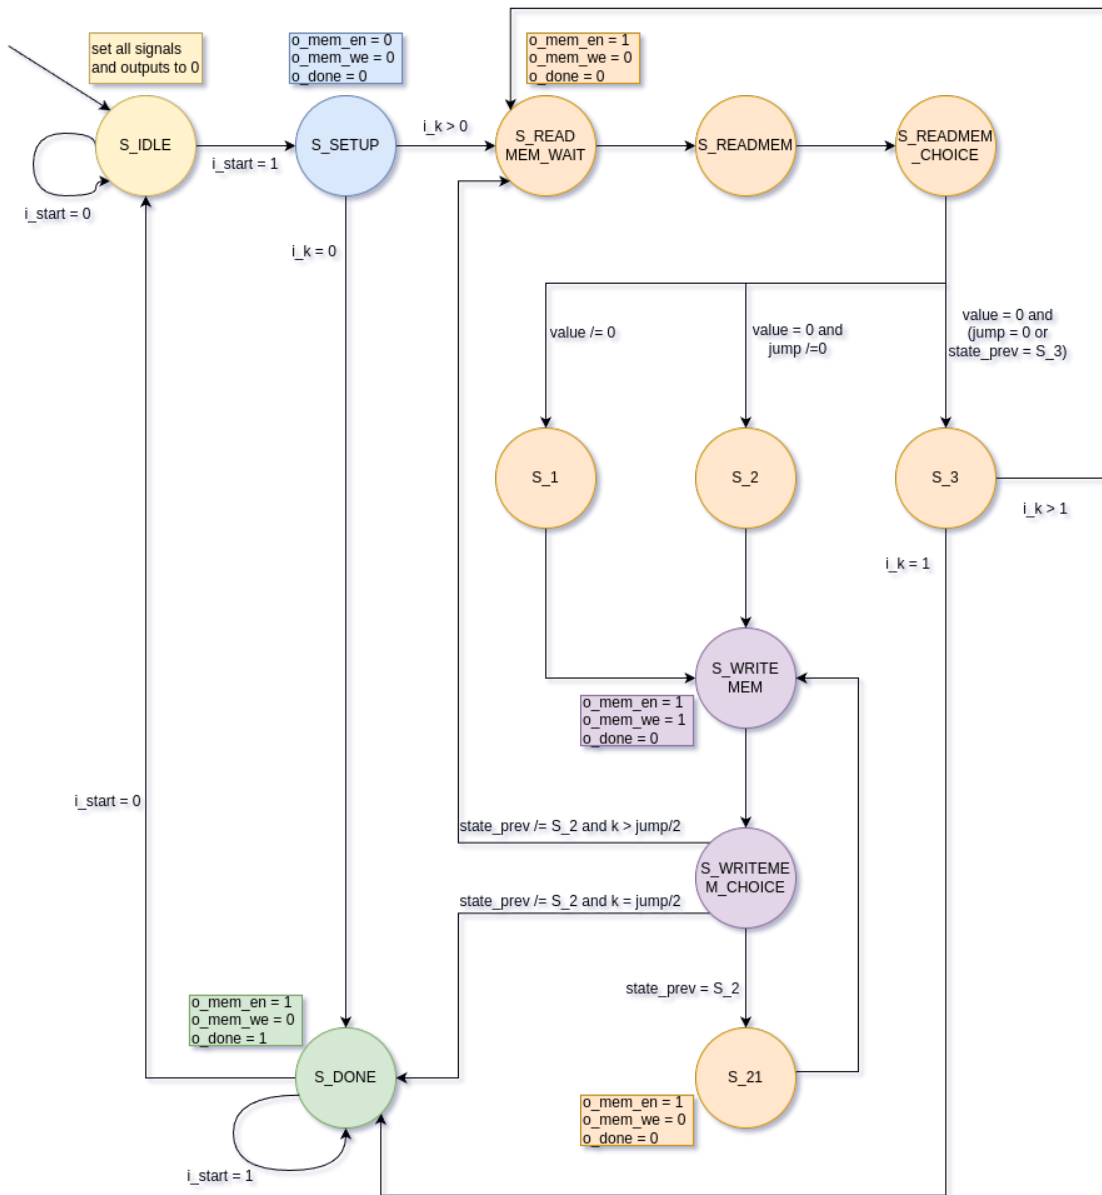 set all signals
and outputs to 0
o_mem_en = 0
o_mem_we = 0
o_done = 0
o_mem_en = 1
o_mem_we = 0
o_done = 0
S_IDLE
i_start = 1
S_SETUP
i_k > 0
S_READ
MEM_WAIT
S_READMEM
S_READMEM
_CHOICE
i_start = 0
i_k = 0
value /= 0
value = 0 and
jump /=0
value = 0 and
(jump = 0 or
state_prev = S_3)
S_1
S_2
S_3
i_k > 1
i_k = 1
S_WRITE
MEM
o_mem_en = 1
o_mem_we = 1
o_done = 0
i_start = 0
state_prev /= S_2 and k > jump/2
S_WRITEME
M_CHOICE
state_prev /= S_2 and k = jump/2
state_prev = S_2
o_mem_en = 1
o_mem_we = 0
o_done = 1
S_DONE
S_21
o_mem_en = 1
o_mem_we = 0
o_done = 0
i_start = 1